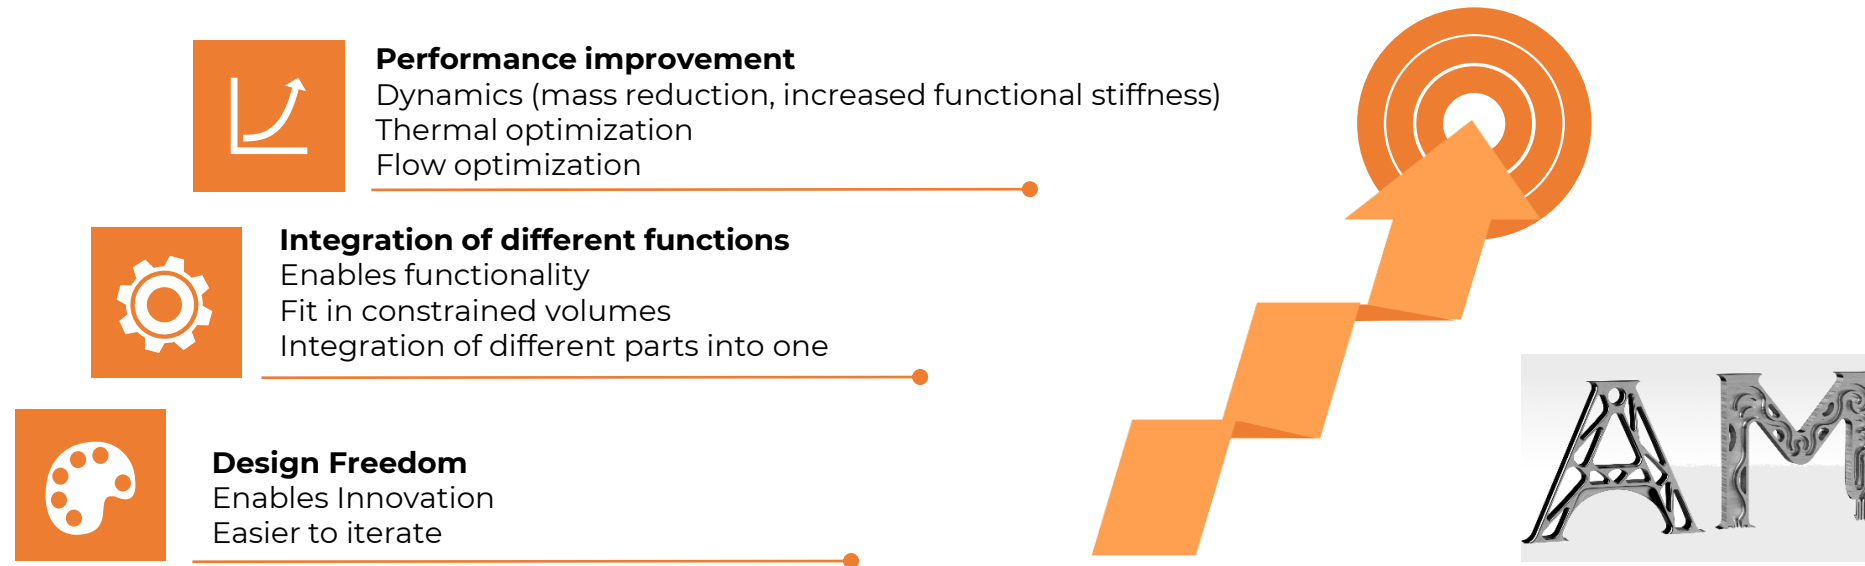 Performance improvement
Dynamics (mass reduction, increased functional stiffness)
Thermal optimization
Flow optimization
Integration of different functions
Enables functionality
Fit in constrained volumes
Integration of different parts into one
Design Freedom
Enables Innovation
Easier to iterate
AM